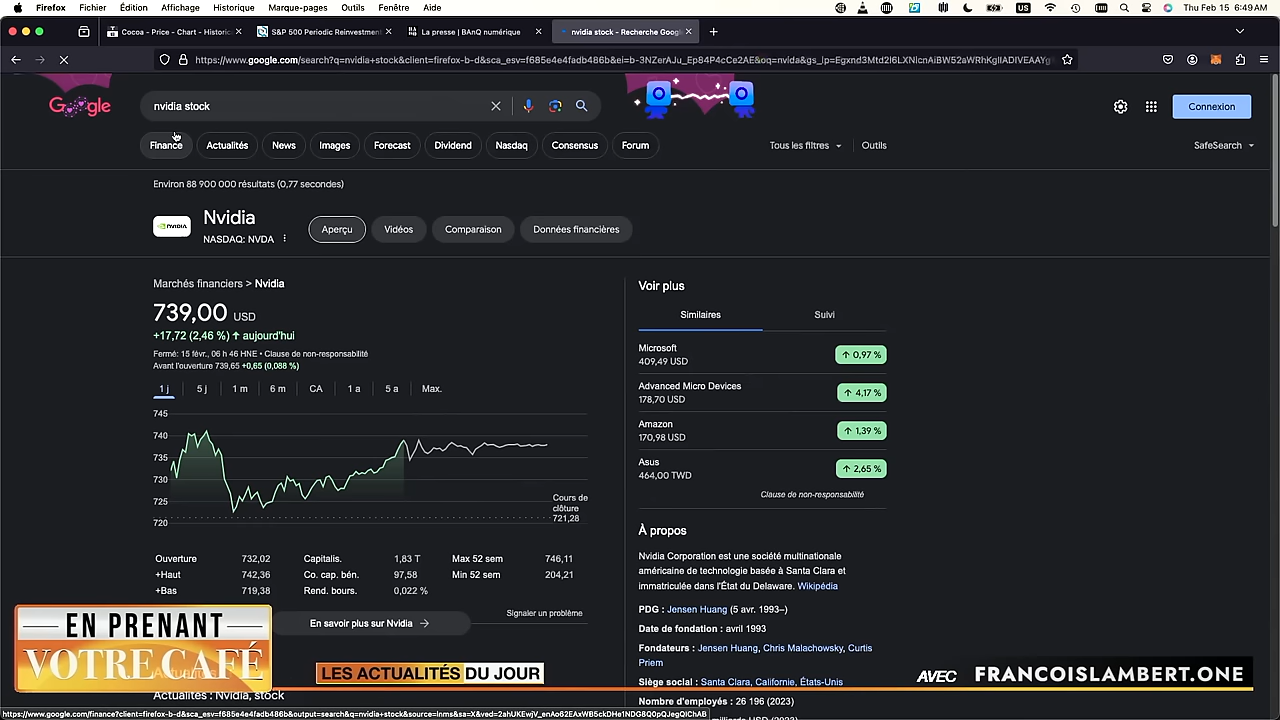 Firefox Fichier Édition Affichage Historique Marque-pages Outils Fenêtre Aide US Thu Feb 15 6:49 AM
Cocoa - Price - Chart - Historic S&P 500 Periodic Reinvestment La presse | BAnQ numérique nvidia stock - Recherche Google
Google
nvidia stock
Connexion
Finance Actualités News Images Forecast Dividend Nasdaq Consensus Forum Tous les filtres Outils SafeSearch
Environ 88 900 000 résultats (0,77 secondes)
NVIDIA
Nvidia
NASDAQ: NVDA
Aperçu Vidéos Comparaison Données financières
Marchés financiers > Nvidia
739,00 USD
+17,72 (2,46 %) ↑ aujourd'hui
Fermé: 15 févr., 06 h 46 HNE • Clause de non-responsabilité
Avant l'ouverture 739,65 +0,65 (0,088 %)
1 j 5 j 1 m 6 m CA 1 a 5 a Max.
745
740
735
730
725
720
Cours de
clôture
721,28
Ouverture 732,02 Capitalis. 1,83 T Max 52 sem 746,11
+Haut 742,36 Co. cap. bén. 97,58 Min 52 sem 204,21
+Bas 719,38 Rend. bours. 0,022 %
Signaler un problème
En savoir plus sur Nvidia →
Voir plus
Similaires Suivi
Microsoft
409,49 USD
↑ 0,97 %
Advanced Micro Devices
178,70 USD
↑ 4,17 %
Amazon
170,98 USD
↑ 1,39 %
Asus
464,00 TWD
↑ 2,65 %
Clause de non-responsabilité
À propos
Nvidia Corporation est une société multinationale
américaine de technologie basée à Santa Clara et
immatriculée dans l'État du Delaware. Wikipédia
PDG : Jensen Huang (5 avr. 1993–)
Date de fondation : avril 1993
Fondateurs : Jensen Huang, Chris Malachowsky, Curtis
Priem
Siège social : Santa Clara, Californie, États-Unis
Nombre d'employés : 26 196 (2023)
EN PRENANT
VOTRE CAFÉ
LES ACTUALITÉS DU JOUR
AVEC FRANCOISLAMBERT.ONE
Actualités : Nvidia, stock